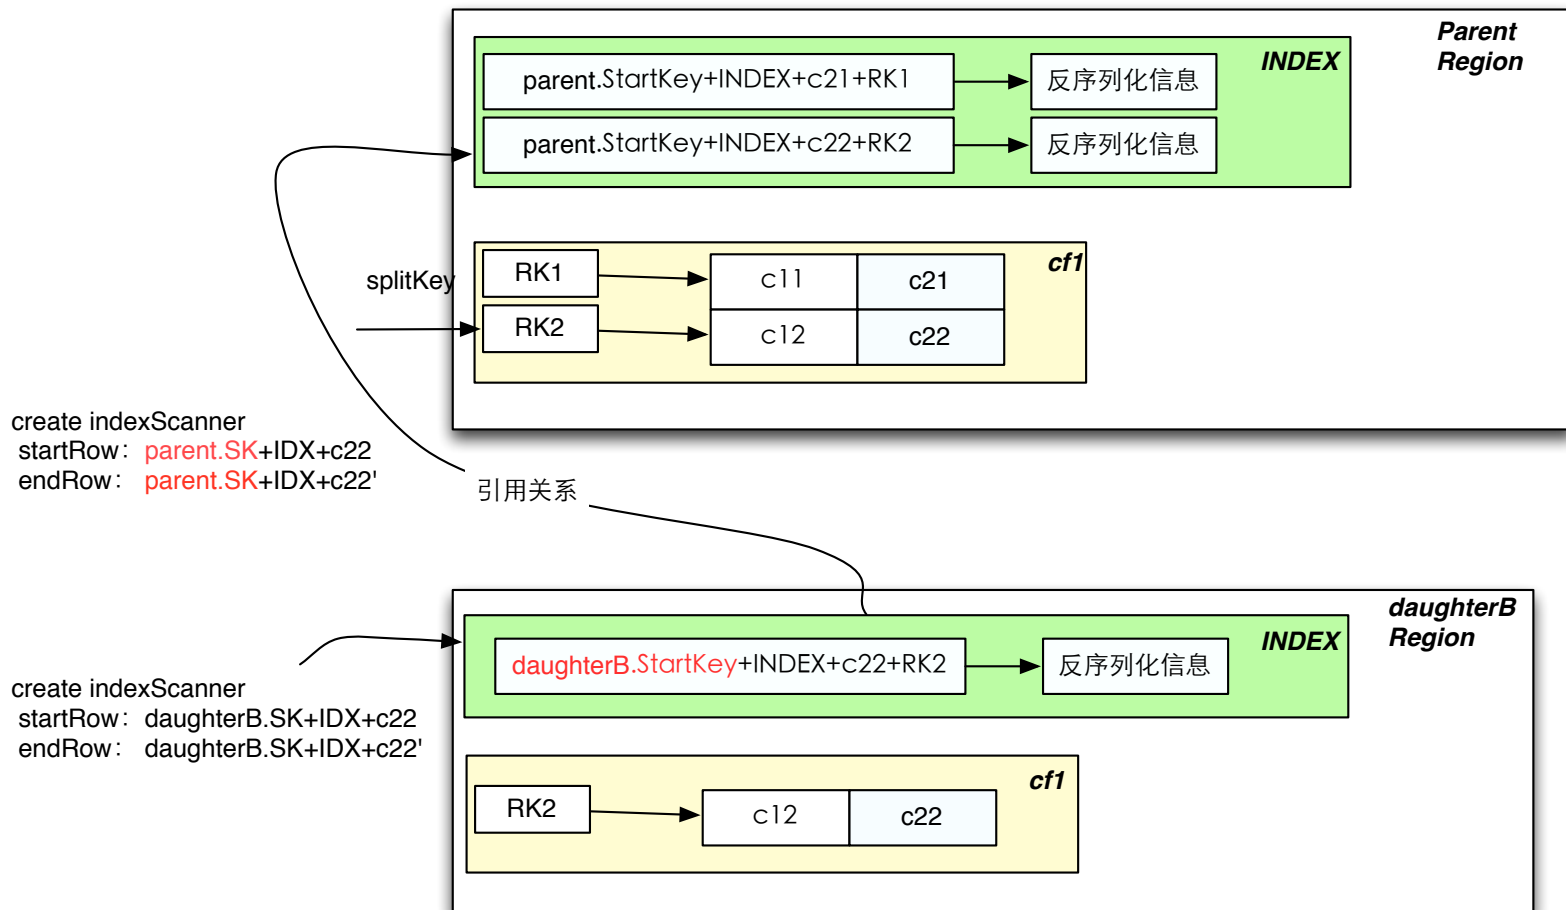 Parent
Region
INDEX
parent.StartKey+INDEX+c21+RK1
反序列化信息
parent.StartKey+INDEX+c22+RK2
反序列化信息
cf1
splitKey
RK1
c11
c21
RK2
c12
c22
create indexScanner
startRow： parent.SK+IDX+c22
endRow： parent.SK+IDX+c22'
引用关系
daughterB
Region
INDEX
daughterB.StartKey+INDEX+c22+RK2
反序列化信息
create indexScanner
startRow： daughterB.SK+IDX+c22
endRow： daughterB.SK+IDX+c22'
cf1
RK2
c12
c22